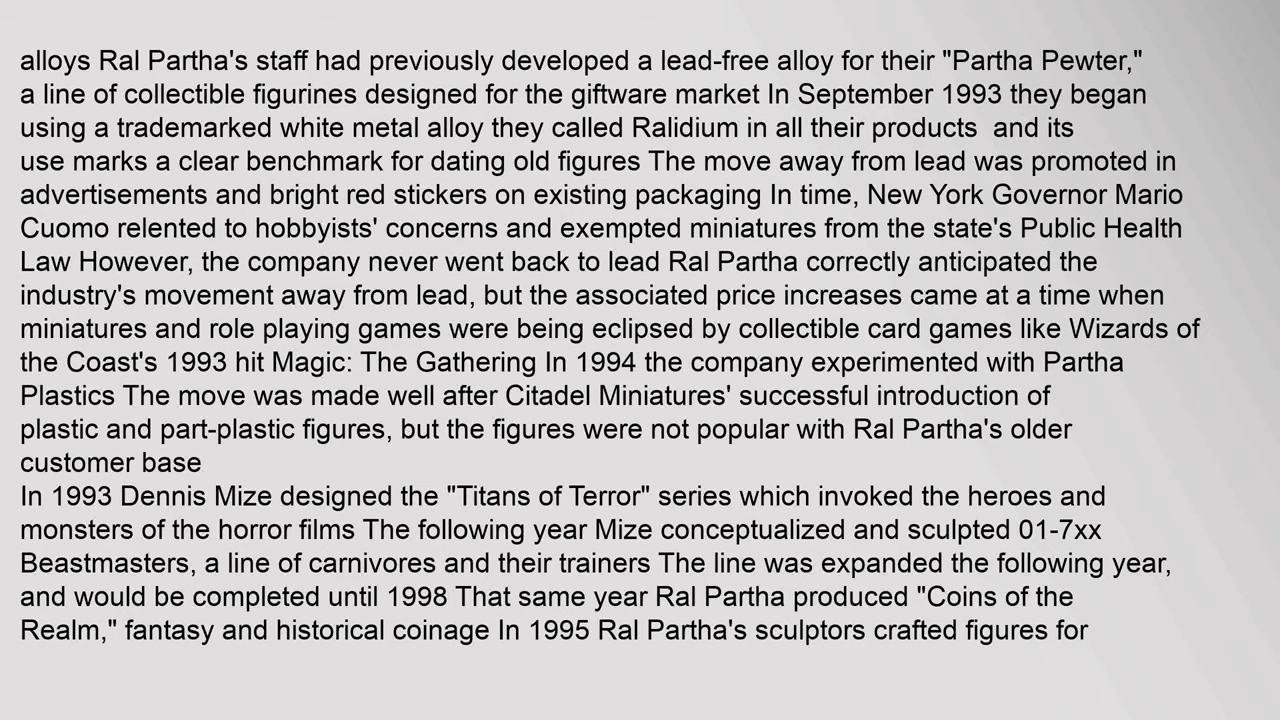 alloys Ral Partha's staff had previously developed a lead-free alloy for their "Partha Pewter,"
a line of collectible figurines designed for the giftware market In September 1993 they began
using a trademarked white metal alloy they called Ralidium in all their products  and its
use marks a clear benchmark for dating old figures The move away from lead was promoted in
advertisements and bright red stickers on existing packaging In time, New York Governor Mario
Cuomo relented to hobbyists' concerns and exempted miniatures from the state's Public Health
Law However, the company never went back to lead Ral Partha correctly anticipated the
industry's movement away from lead, but the associated price increases came at a time when
miniatures and role playing games were being eclipsed by collectible card games like Wizards of
the Coast's 1993 hit Magic: The Gathering In 1994 the company experimented with Partha
Plastics The move was made well after Citadel Miniatures' successful introduction of
plastic and part-plastic figures, but the figures were not popular with Ral Partha's older
customer base
In 1993 Dennis Mize designed the "Titans of Terror" series which invoked the heroes and
monsters of the horror films The following year Mize conceptualized and sculpted 01-7xx
Beastmasters, a line of carnivores and their trainers The line was expanded the following year,
and would be completed until 1998 That same year Ral Partha produced "Coins of the
Realm," fantasy and historical coinage In 1995 Ral Partha's sculptors crafted figures for